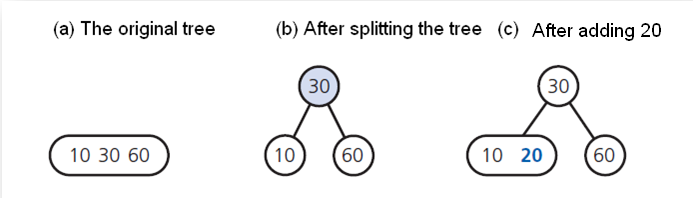 (a) The original tree
(b) After splitting the tree
(c) After adding 20
30
30
10 30 60
10
60
10 20
60